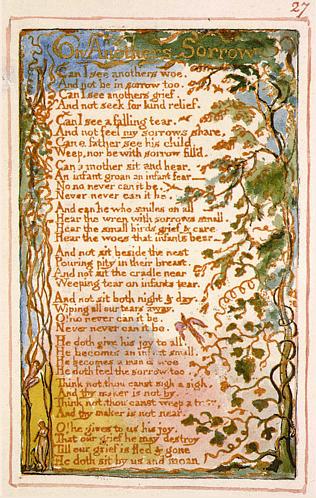 27
On Anothers Sorrow
Can I see anothers woe,
And not be in sorrow too.
Can I see anothers grief,
And not seek for kind relief.
Can I see a falling tear.
And not feel my sorrows share,
Can a father see his child,
Weep, nor be with sorrow fill'd.
Can a mother sit and hear.
An infant groan an infant fear—
No no never can it be.
Never never can it be.
And can he who smiles on all
Hear the wren with sorrows small.
Hear the small birds grief & care
Hear the woes that infants bear—
And not sit beside the nest
Pouring pity in their breast.
And not sit the cradle near
Weeping tear on infants tear.
And not sit both night & day.
Wiping all our tears away.
O! no never can it be.
Never never can it be.
He doth give his joy to all.
He becomes an infant small.
He becomes a man of woe
He doth feel the sorrow too.
Think not thou canst sigh a sigh,
And thy maker is not by.
Think not, thou canst weep a tear,
And thy maker is not near.
O! he gives to us his joy.
That our grief he may destroy
Till our grief is fled & gone
He doth sit by us and moan